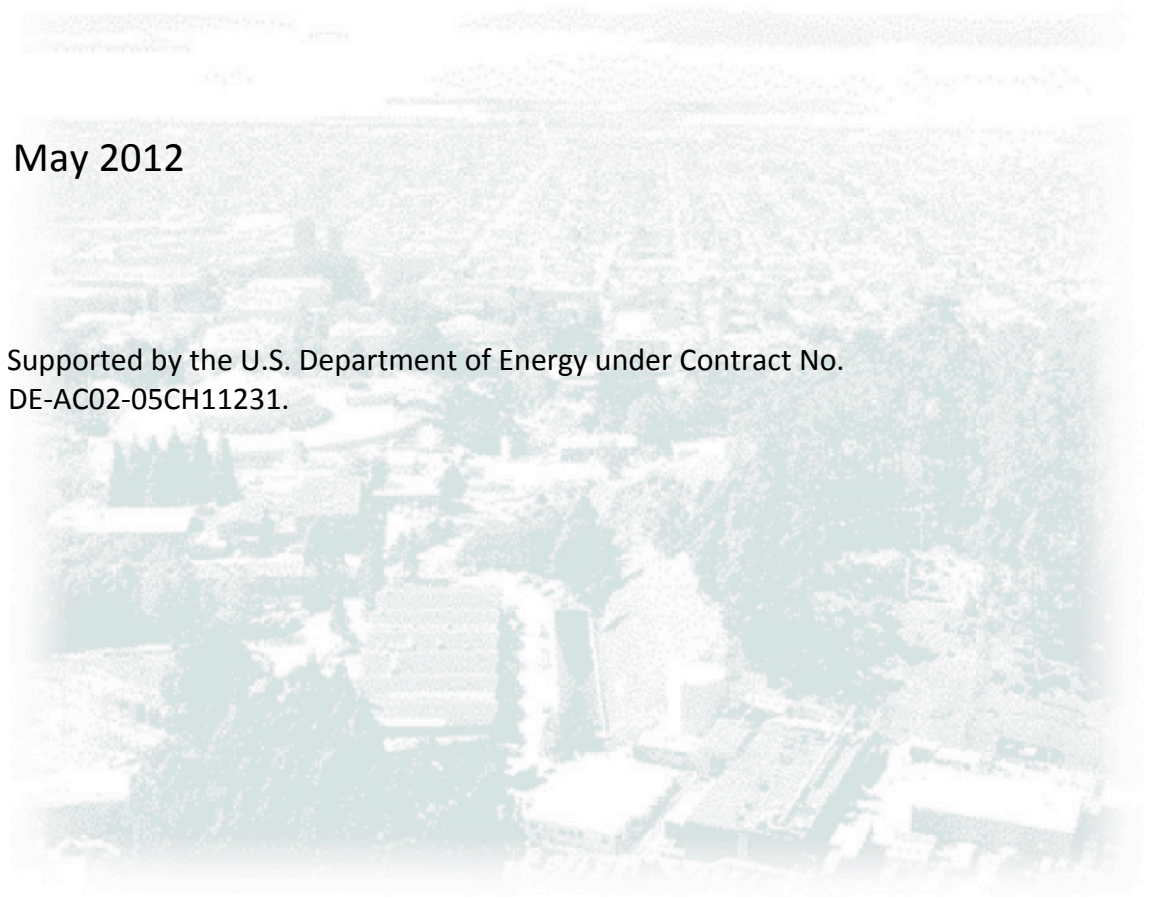 May 2012
Supported by the U.S. Department of Energy under Contract No.
DE-AC02-05CH11231.